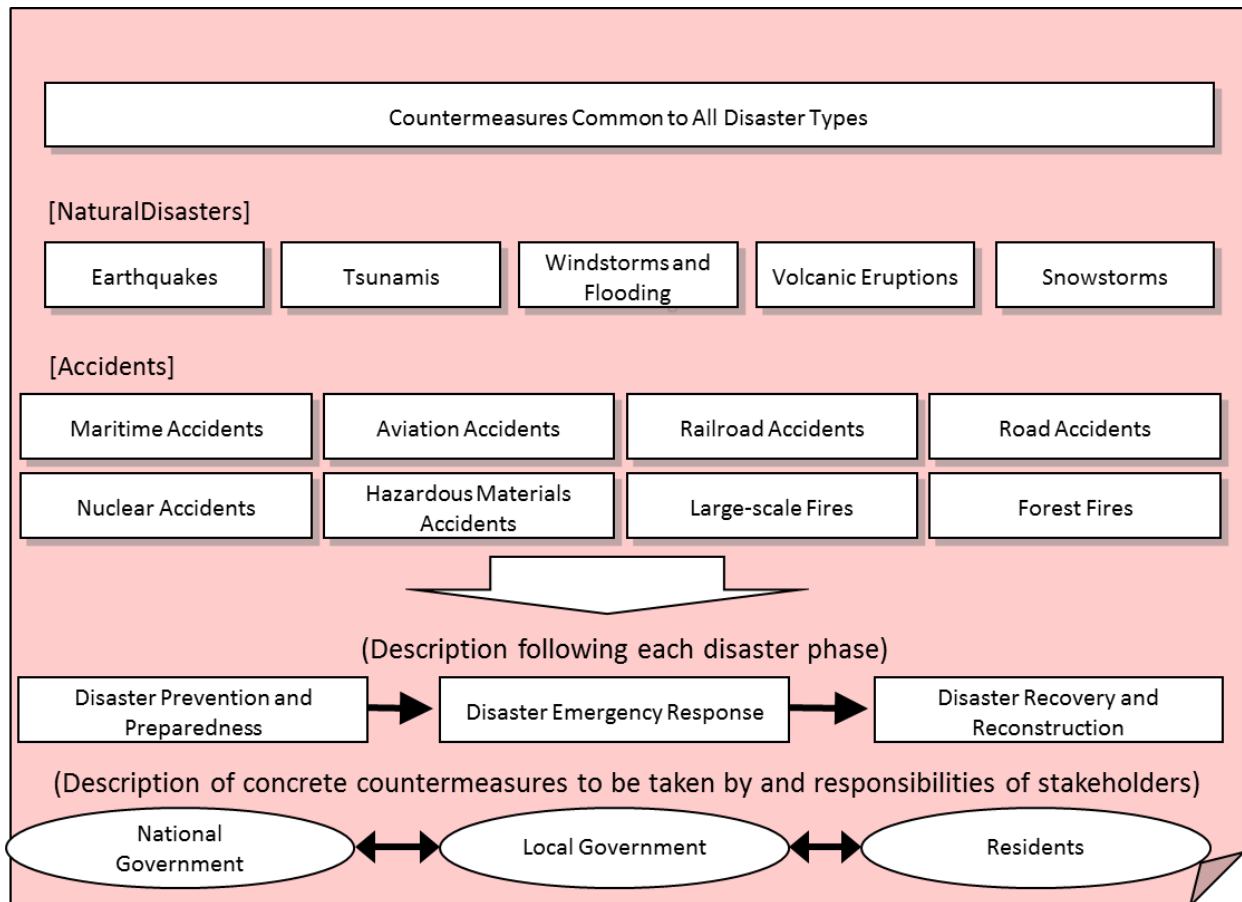 Countermeasures Common to All Disaster Types
[NaturalDisasters]
Earthquakes
Tsunamis
Windstorms and
Flooding
Volcanic Eruptions
Snowstorms
[Accidents]
Maritime Accidents
Aviation Accidents
Railroad Accidents
Road Accidents
Nuclear Accidents
Hazardous Materials
Accidents
Large-scale Fires
Forest Fires
(Description following each disaster phase)
Disaster Prevention and
Preparedness
Disaster Emergency Response
Disaster Recovery and
Reconstruction
(Description of concrete countermeasures to be taken by and responsibilities of stakeholders)
National
Government
Local Government
Residents